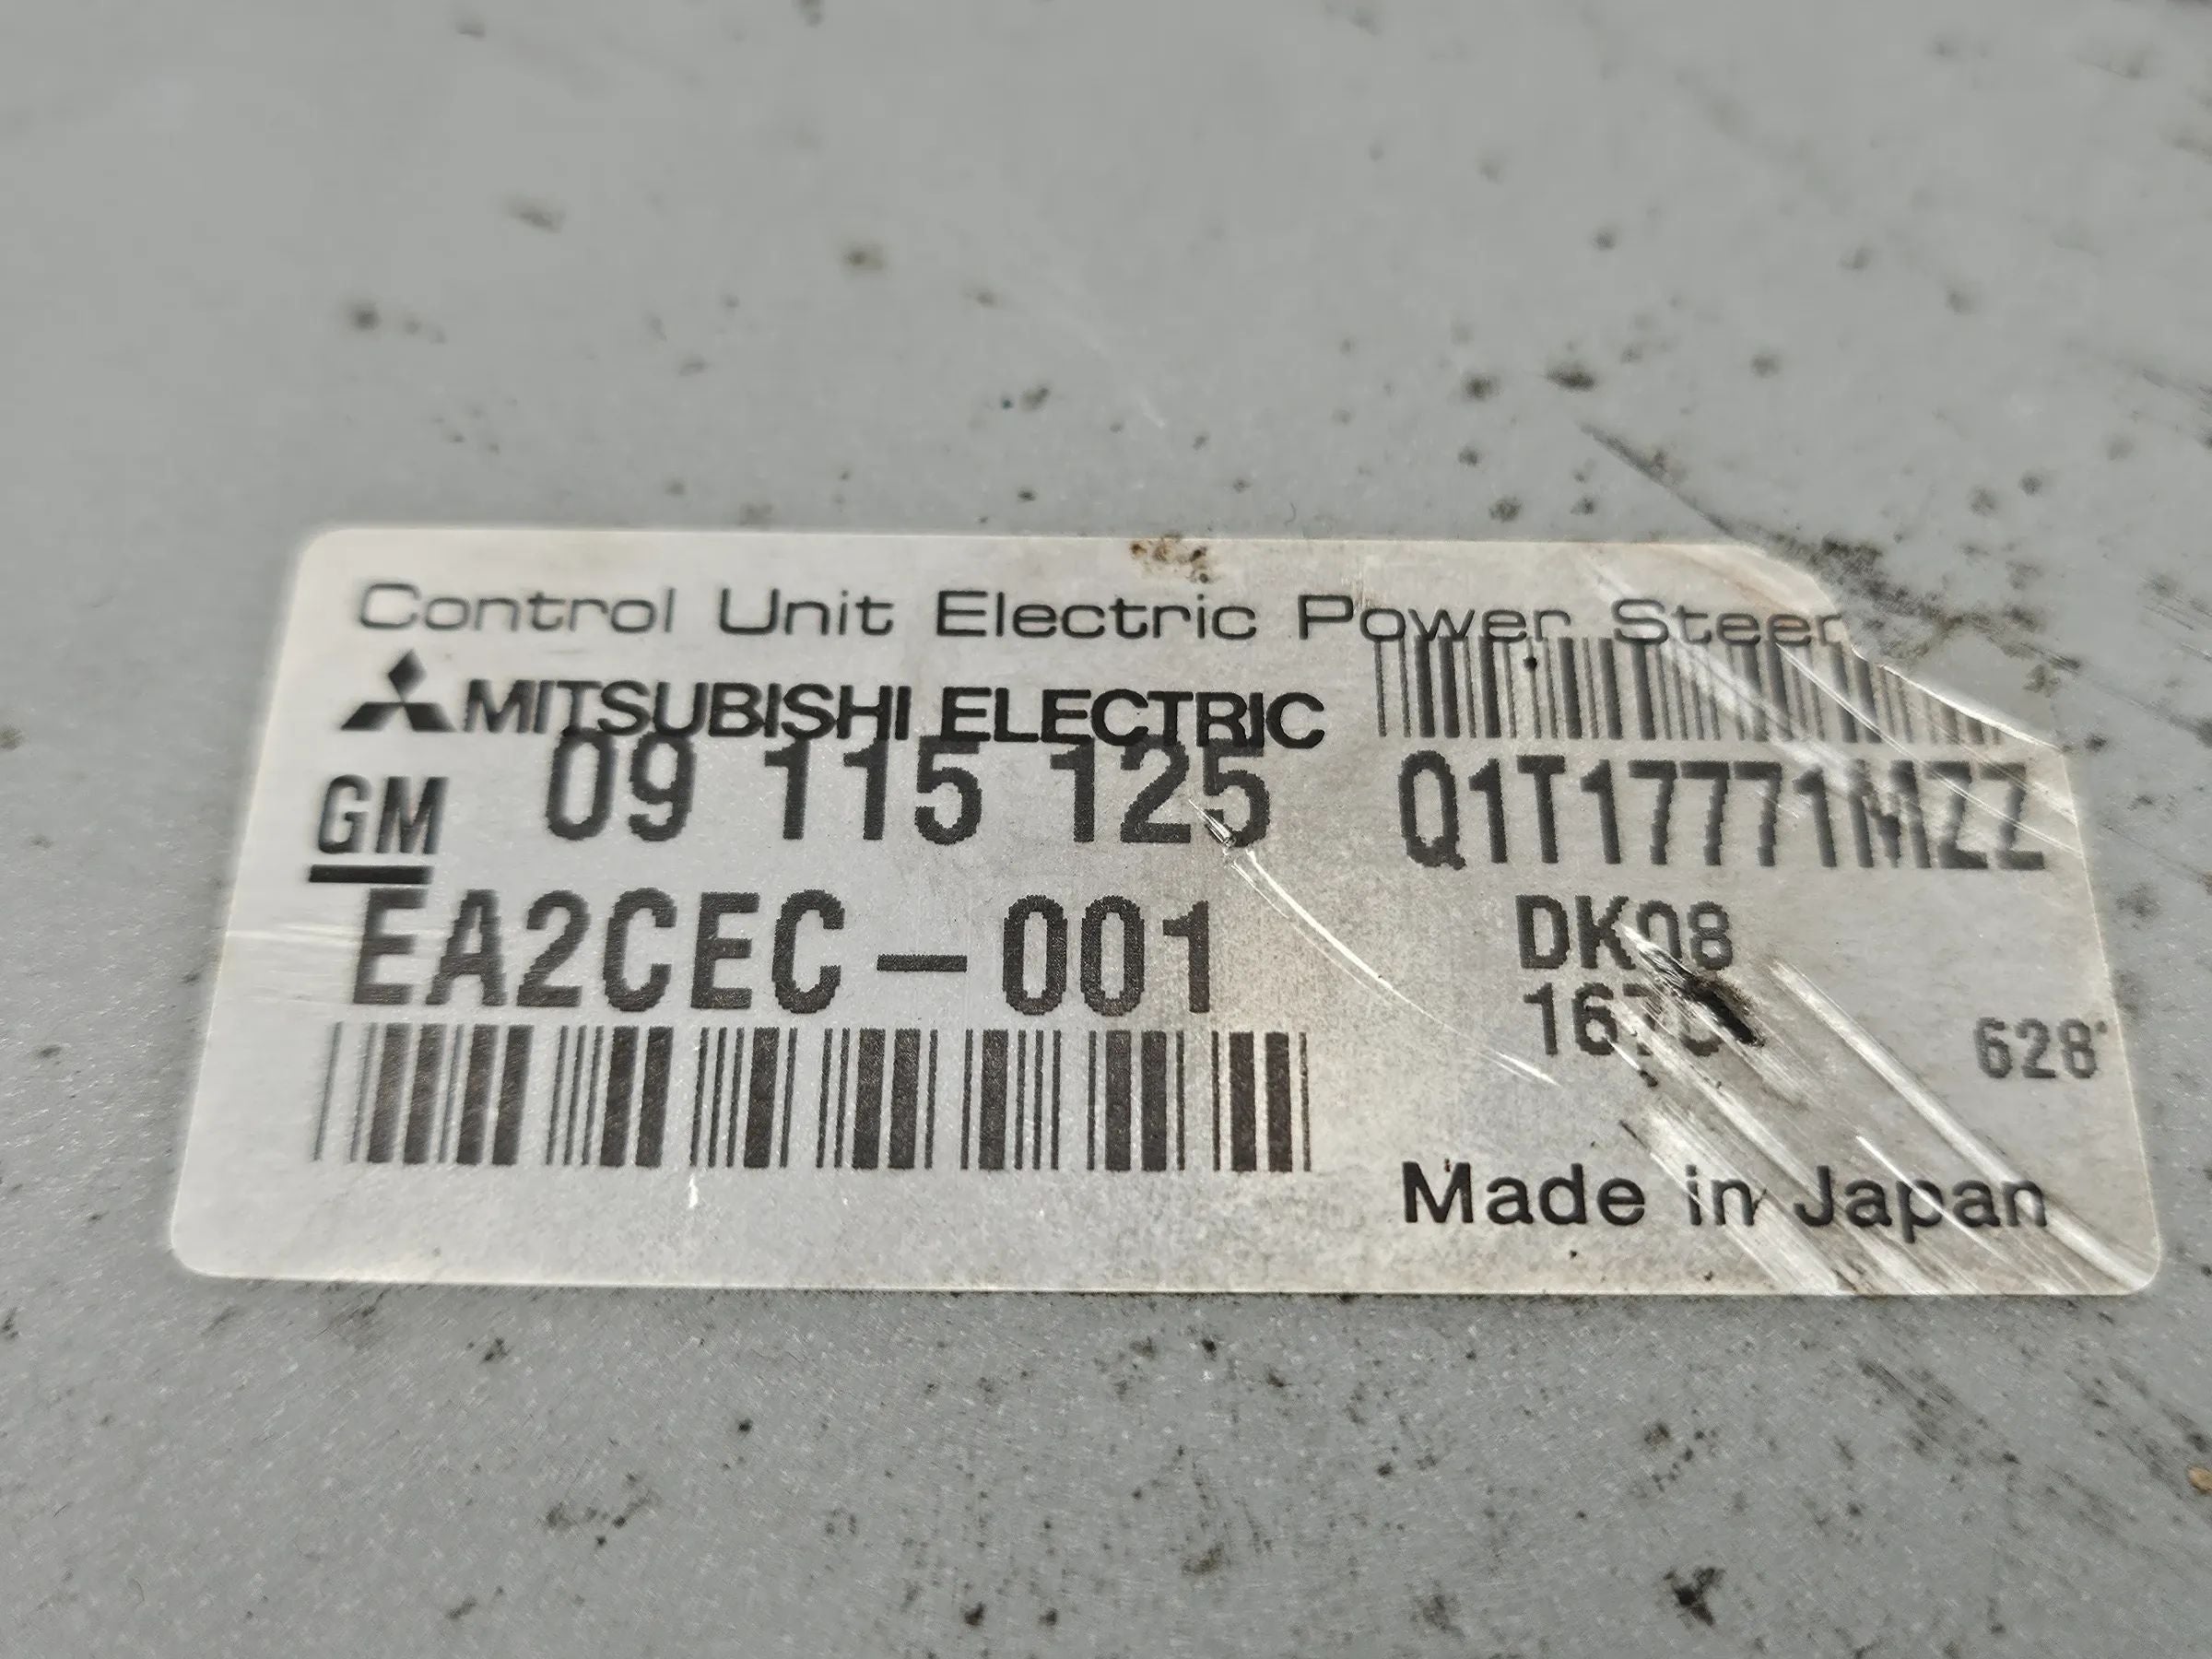 Control Unit Electric Power Steer
MITSUBISHI ELECTRIC
GM 09 115 125
Q1T17771MZZ
EA2CEC-001
DK08
628
Made in Japan